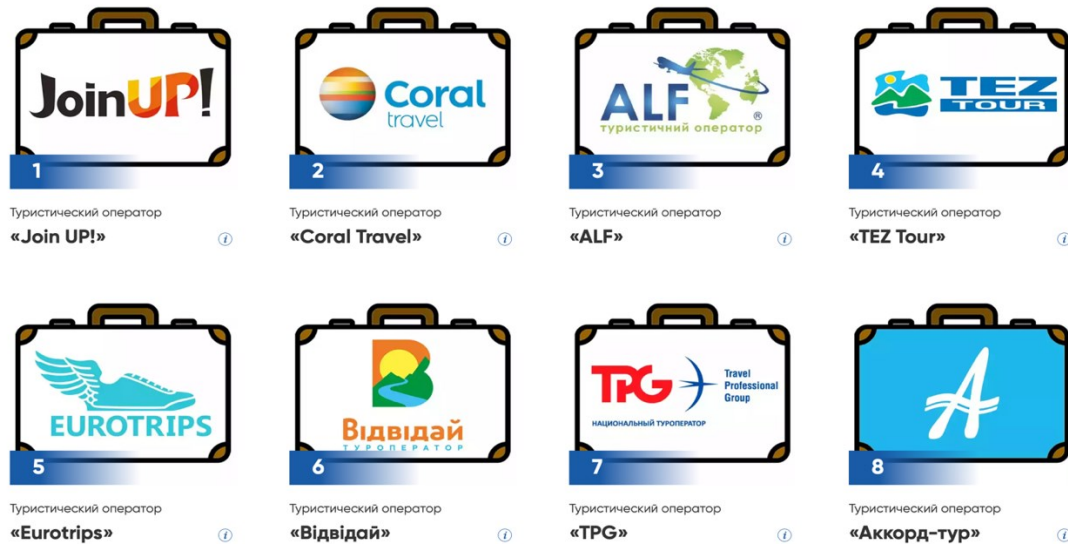 JoinUP!
Coral
travel
ALF
®
туристичний оператор
TEZ
TOUR
1
2
3
4
Туристический оператор
Туристический оператор
Туристический оператор
Туристический оператор
«Join UP!»
i
«Coral Travel»
i
«ALF»
i
«TEZ Tour»
i
EUROTRIPS
Відвідай
ТУРОПЕРАТОР
TPG
Travel
Professional
Group
НАЦИОНАЛЬНЫЙ ТУРОПЕРАТОР
A
5
6
7
8
Туристический оператор
Туристический оператор
Туристический оператор
Туристический оператор
«Eurotrips»
i
«Відвідай»
i
«TPG»
i
«Аккорд-тур»
i